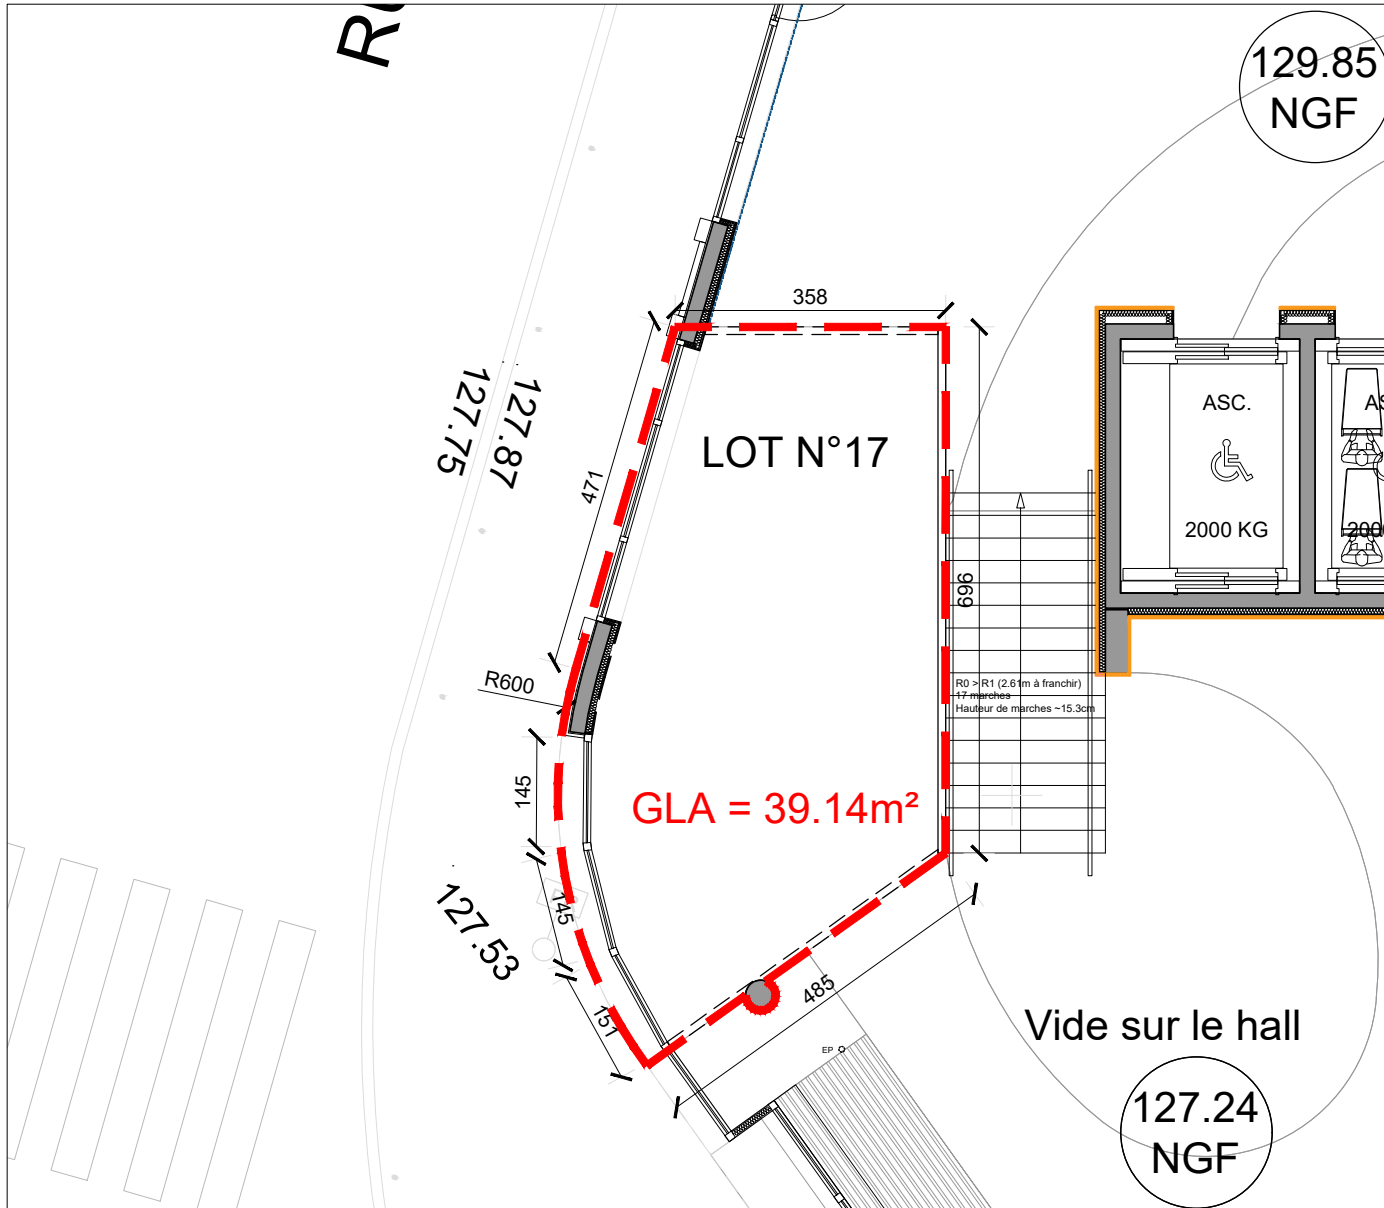 129.85
NGF
358
127.87
127.75
471
LOT N°17
ASC.
2000 KG
696
R600
R0 > R1 (2.61m à franchir)
17 marches
Hauteur de marches ~15.3cm
145
GLA = 39.14m²
145
127.53
151
485
EP
Vide sur le hall
127.24
NGF